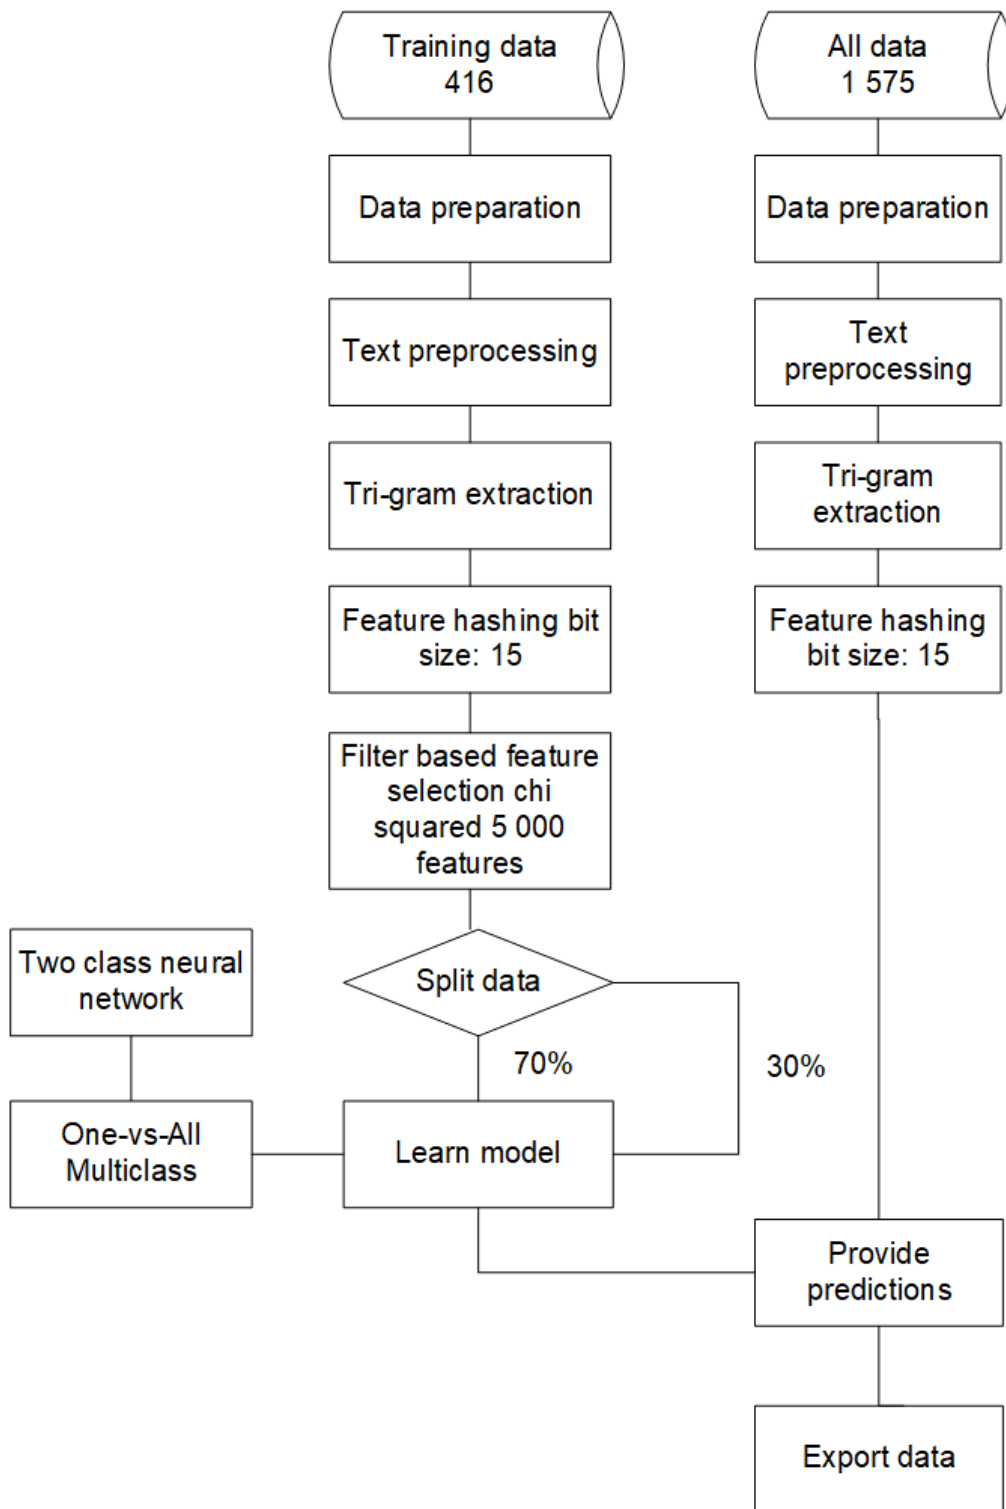 Training data
416
All data
1 575
Data preparation
Data preparation
Text preprocessing
Text
preprocessing
Tri-gram extraction
Tri-gram
extraction
Feature hashing bit
size: 15
Feature hashing
bit size: 15
Filter based feature
selection chi
squared 5 000
features
Two class neural
network
Split data
70%
30%
One-vs-All
Multiclass
Learn model
Provide
predictions
Export data